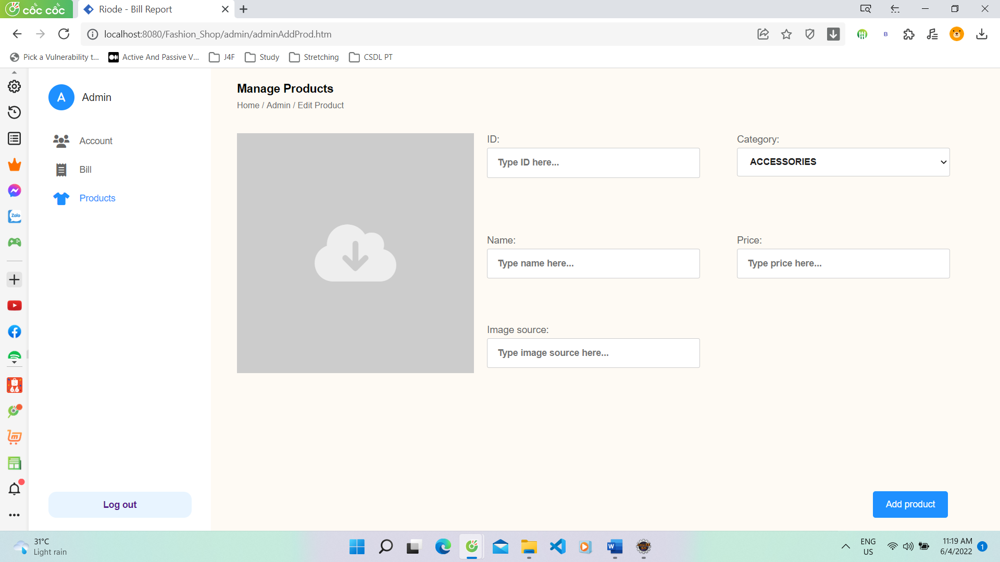 cốc cốc
Riode - Bill Report
localhost:8080/Fashion_Shop/admin/adminAddProd.htm
B
Pick a Vulnerability t...
Active And Passive V...
J4F
Study
Stretching
CSDL PT
A
Admin
Manage Products
Home / Admin / Edit Product
Account
Bill
Products
ID:
Type ID here...
Category:
ACCESSORIES
Zalo
Name:
Type name here...
Price:
Type price here...
Image source:
Type image source here...
Log out
Add product
31°C
Light rain
W
ENG
US
11:19 AM
6/4/2022
1